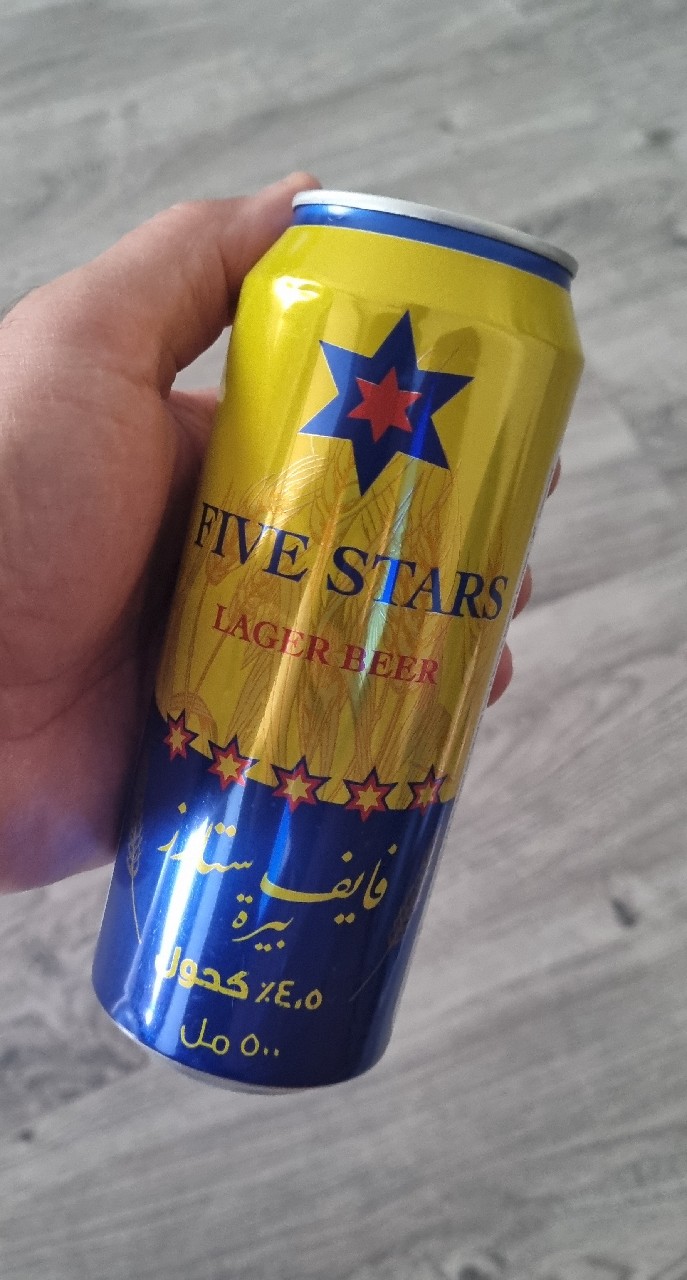 FIVE STARS
LAGER BEER
فايف ستارز
بيرة
٤,٥٪ كحول
٥٠٠ مل